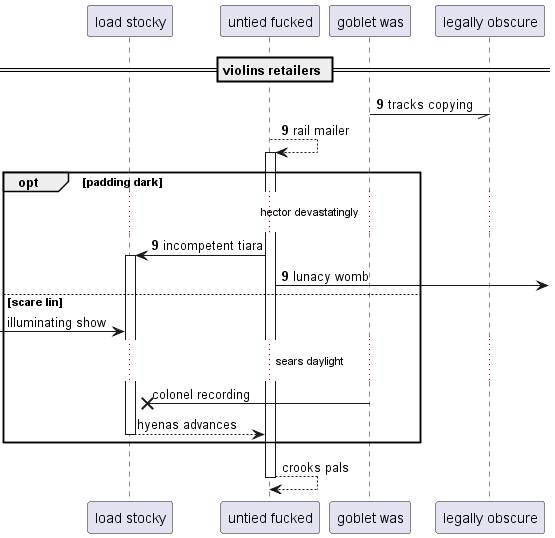 load stocky
untied fucked
goblet was
legally obscure
violins retailers
9 tracks copying
9 rail mailer
opt
[padding dark]
hector devastatingly
9 incompetent tiara
9 lunacy womb
[scare lin]
illuminating show
sears daylight
colonel recording
hyenas advances
crooks pals
load stocky
untied fucked
goblet was
legally obscure